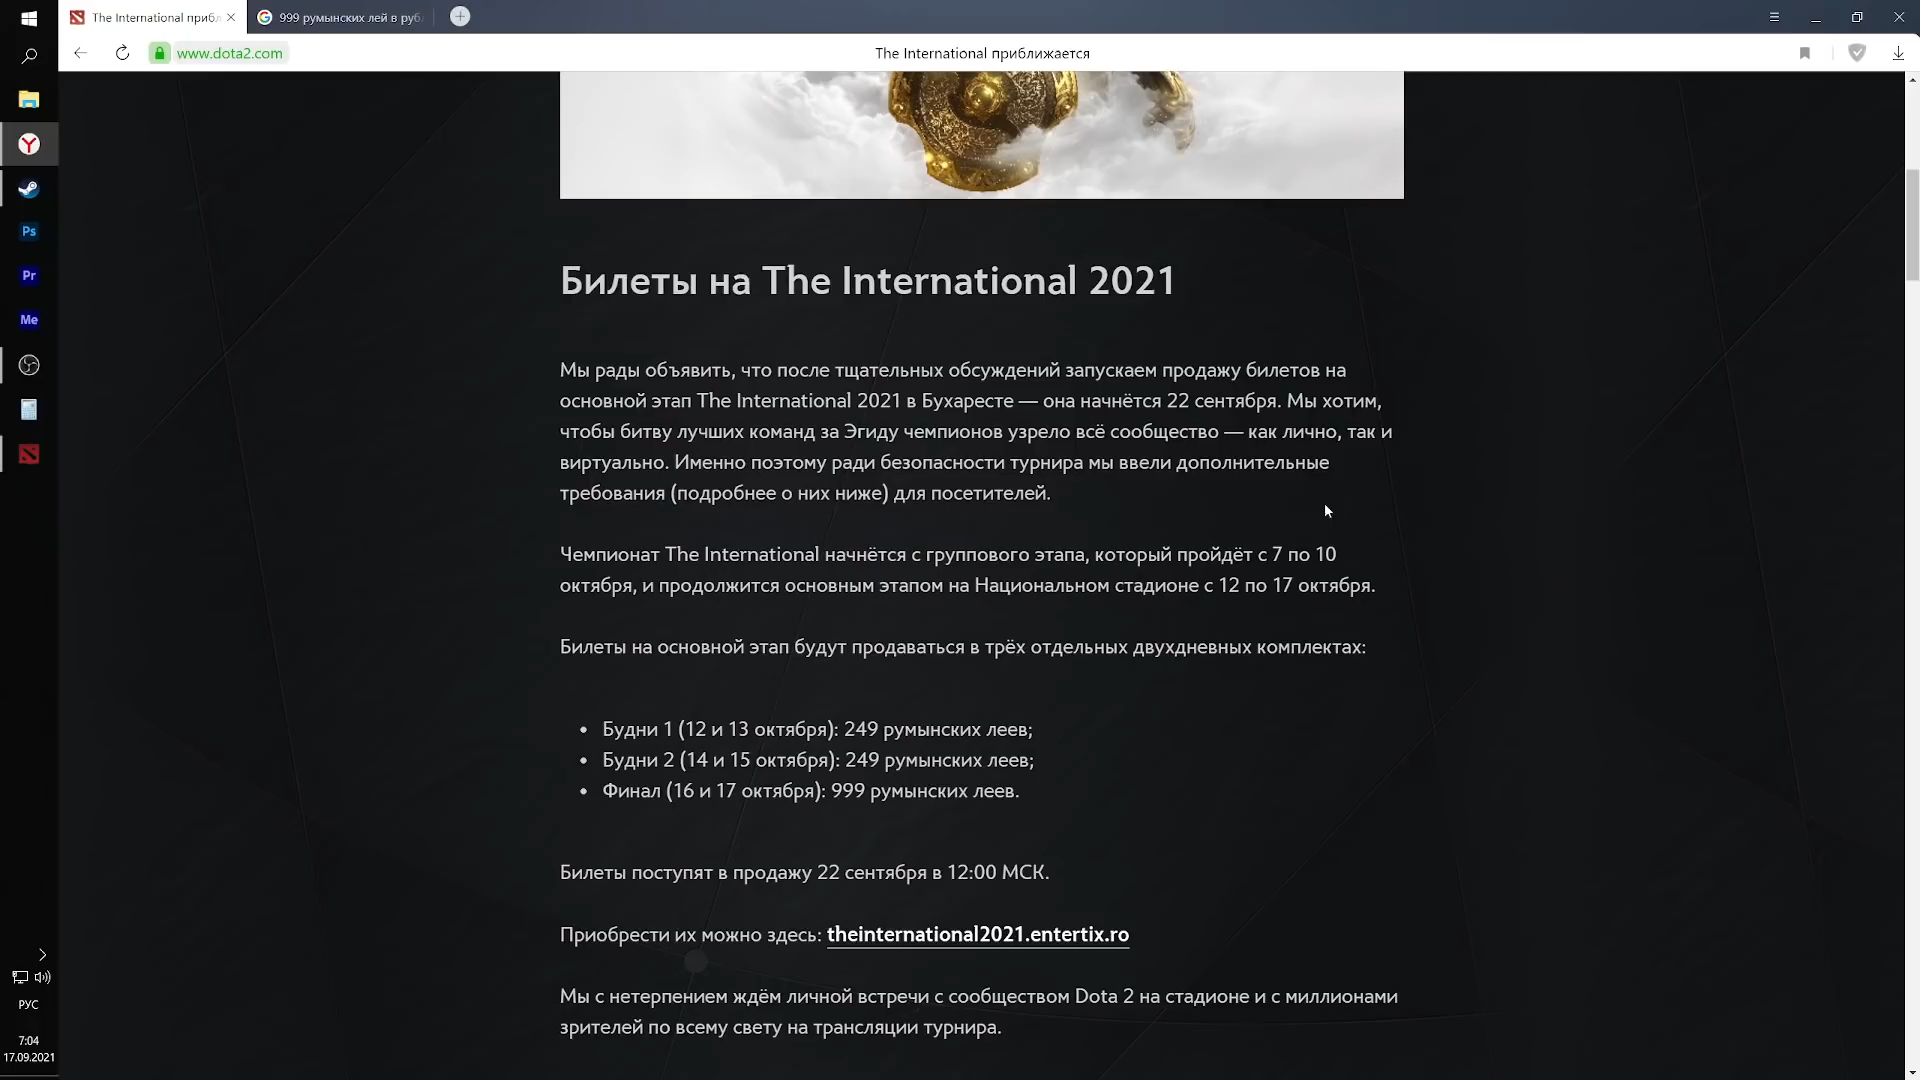 The International прибл
999 румынских лей в руб
www.dota2.com
The International приближается
Билеты на The International 2021
Мы рады объявить, что после тщательных обсуждений запускаем продажу билетов на
основной этап The International 2021 в Бухаресте — она начнётся 22 сентября. Мы хотим,
чтобы битву лучших команд за Эгиду чемпионов узрело всё сообщество — как лично, так и
виртуально. Именно поэтому ради безопасности турнира мы ввели дополнительные
требования (подробнее о них ниже) для посетителей.
Чемпионат The International начнётся с группового этапа, который пройдёт с 7 по 10
октября, и продолжится основным этапом на Национальном стадионе с 12 по 17 октября.
Билеты на основной этап будут продаваться в трёх отдельных двухдневных комплектах:
• Будни 1 (12 и 13 октября): 249 румынских леев;
• Будни 2 (14 и 15 октября): 249 румынских леев;
• Финал (16 и 17 октября): 999 румынских леев.
Билеты поступят в продажу 22 сентября в 12:00 МСК.
Приобрести их можно здесь: theinternational2021.entertix.ro
Мы с нетерпением ждём личной встречи с сообществом Dota 2 на стадионе и с миллионами
зрителей по всему свету на трансляции турнира.
Ps
Pr
Me
РУС
7:04
17.09.2021